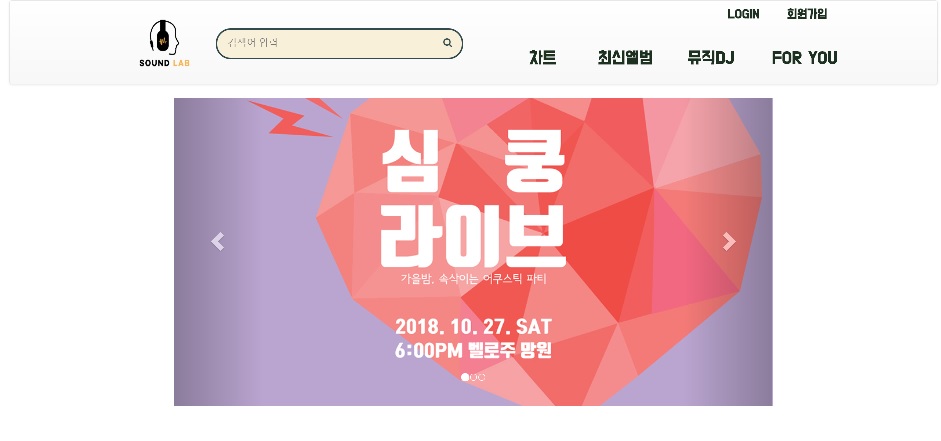 LOGIN 회원가입
SOUND LAB
검색어 입력
차트 최신앨범 뮤직DJ FOR YOU
심 쿵
라이브
가을밤, 속삭이는 어쿠스틱 파티
2018. 10. 27. SAT
6:00PM 벨로주 망원